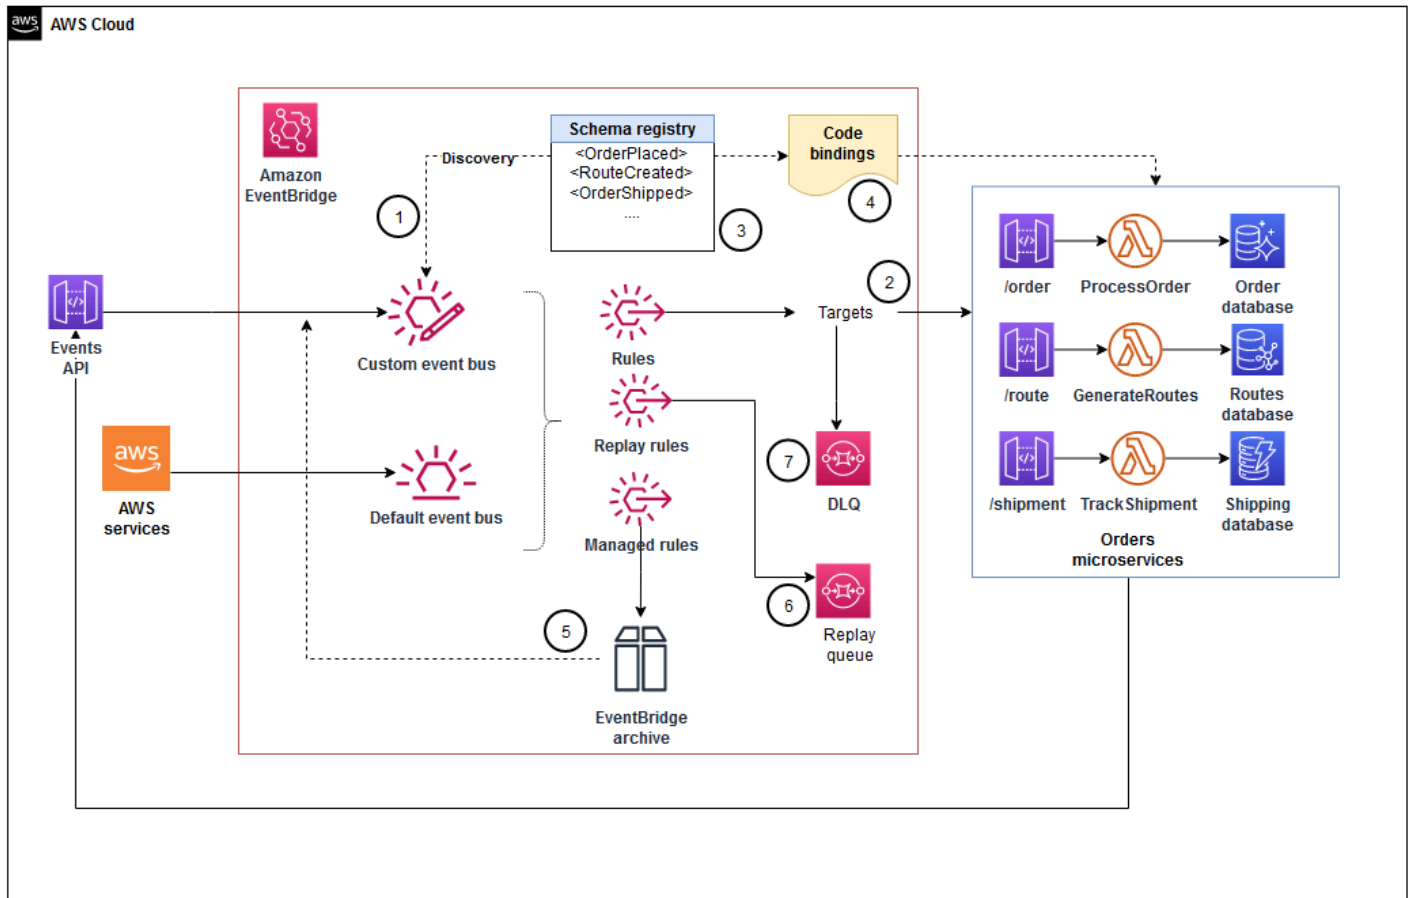 aws
AWS Cloud
Amazon
EventBridge
Discovery
Schema registry
<OrderPlaced>
<RouteCreated>
<OrderShipped>
....
Code
bindings
1
3
4
2
Events
API
Custom event bus
Rules
Targets
/order
ProcessOrder
Order
database
/route
GenerateRoutes
Routes
database
/shipment
TrackShipment
Shipping
database
Orders
microservices
aws
AWS
services
Default event bus
Replay rules
Managed rules
7
DLQ
6
Replay
queue
5
EventBridge
archive